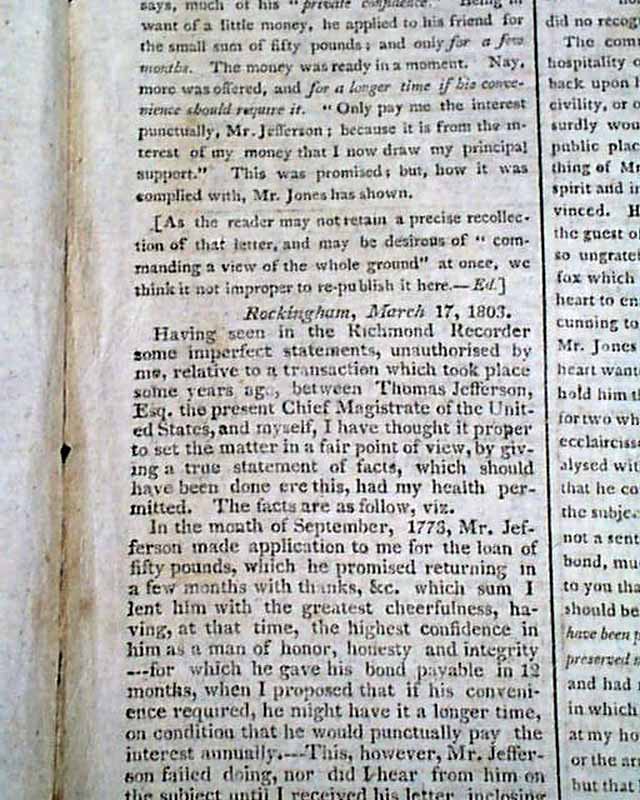 says, much of his "private confidence." Being in
want of a little money, he applied to his friend for
the small sum of fifty pounds; and only for a few
months. The money was ready in a moment. Nay,
more was offered, and for a longer time if his conve-
nience should require it. "Only pay me the interest
punctually, Mr. Jefferson; because it is from the in-
terest of my money that I now draw my principal
support." This was promised; but, how it was
complied with, Mr. Jones has shown.
[As the reader may not retain a precise recollec-
tion of that letter, and may be desirous of "com-
manding a view of the whole ground" at once, we
think it not improper to re-publish it here.—Ed.]
Rockingham, March 17, 1803.
Having seen in the Richmond Recorder
some imperfect statements, unauthorised by
me, relative to a transaction which took place
some years ago, between Thomas Jefferson,
Esq. the present Chief Magistrate of the Unit-
ed States, and myself, I have thought it proper
to set the matter in a fair point of view, by giv-
ing a true statement of facts, which should
have been done ere this, had my health per-
mitted. The facts are as follow, viz.
In the month of September, 1773, Mr. Jef-
ferson made application to me for the loan of
fifty pounds, which he promised returning in
a few months with thanks, &c. which sum I
lent him with the greatest cheerfulness, ha-
ving, at that time, the highest confidence in
him as a man of honor, honesty and integrity
—for which he gave his bond payable in 12
months, when I proposed that if his conveni-
ence required, he might have it a longer time,
on condition that he would punctually pay the
interest annually.—This, however, Mr. Jeffer-
son failed doing, nor did I hear from him on
the subject until I received his letter, inclosing
did no recog
The com
hospitality o
back upon
civility, or o
surdly wou
public plac
thing of Mr
spirit and in
vinced. H
the guest of
so ungratef
fox which
heart to en
cunning to
Mr. Jones
heart want
hold him t
for two wh
ecclairciss
alysed wit
that he co
the subje
not a sent
bond, mu
to you tha
should be
have been p
preserved
and had
in which
at my ho
or the ar
but that